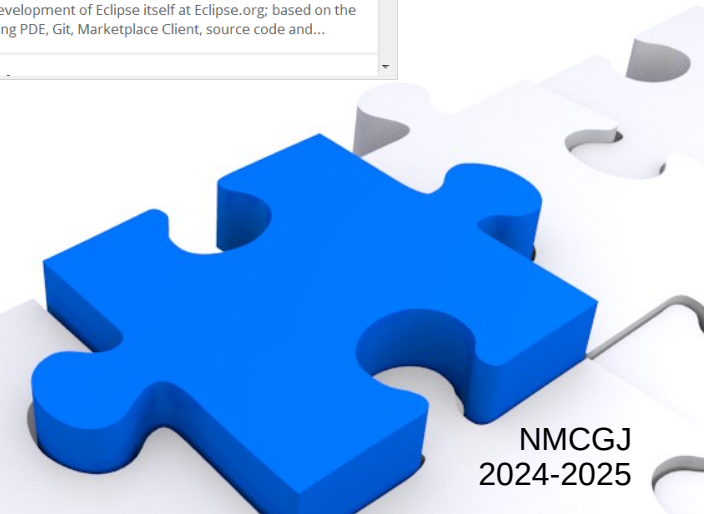 evelopment of Eclipse itself at Eclipse.org; based on the
ng PDE, Git, Marketplace Client, source code and...
NMCGJ
2024-2025